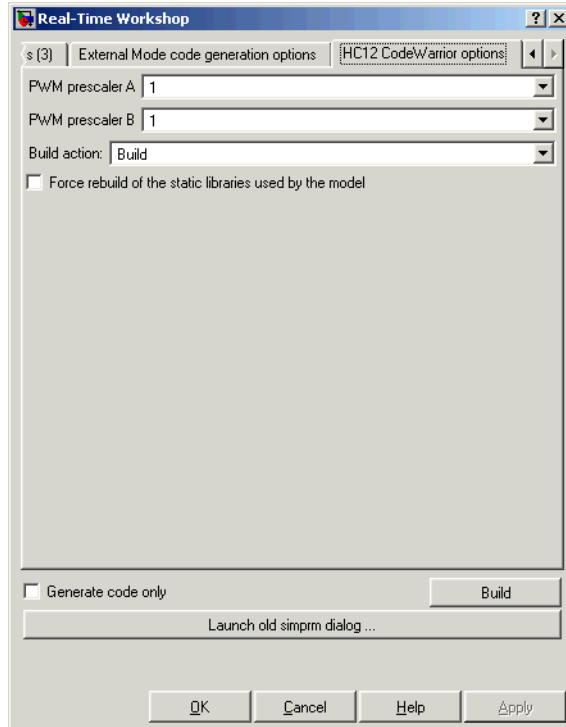 Real-Time Workshop
s (3) External Mode code generation options HC12 CodeWarrior options
PWM prescaler A 1
PWM prescaler B 1
Build action: Build
Force rebuild of the static libraries used by the model
Generate code only Build
Launch old simprm dialog ...
OK Cancel Help Apply